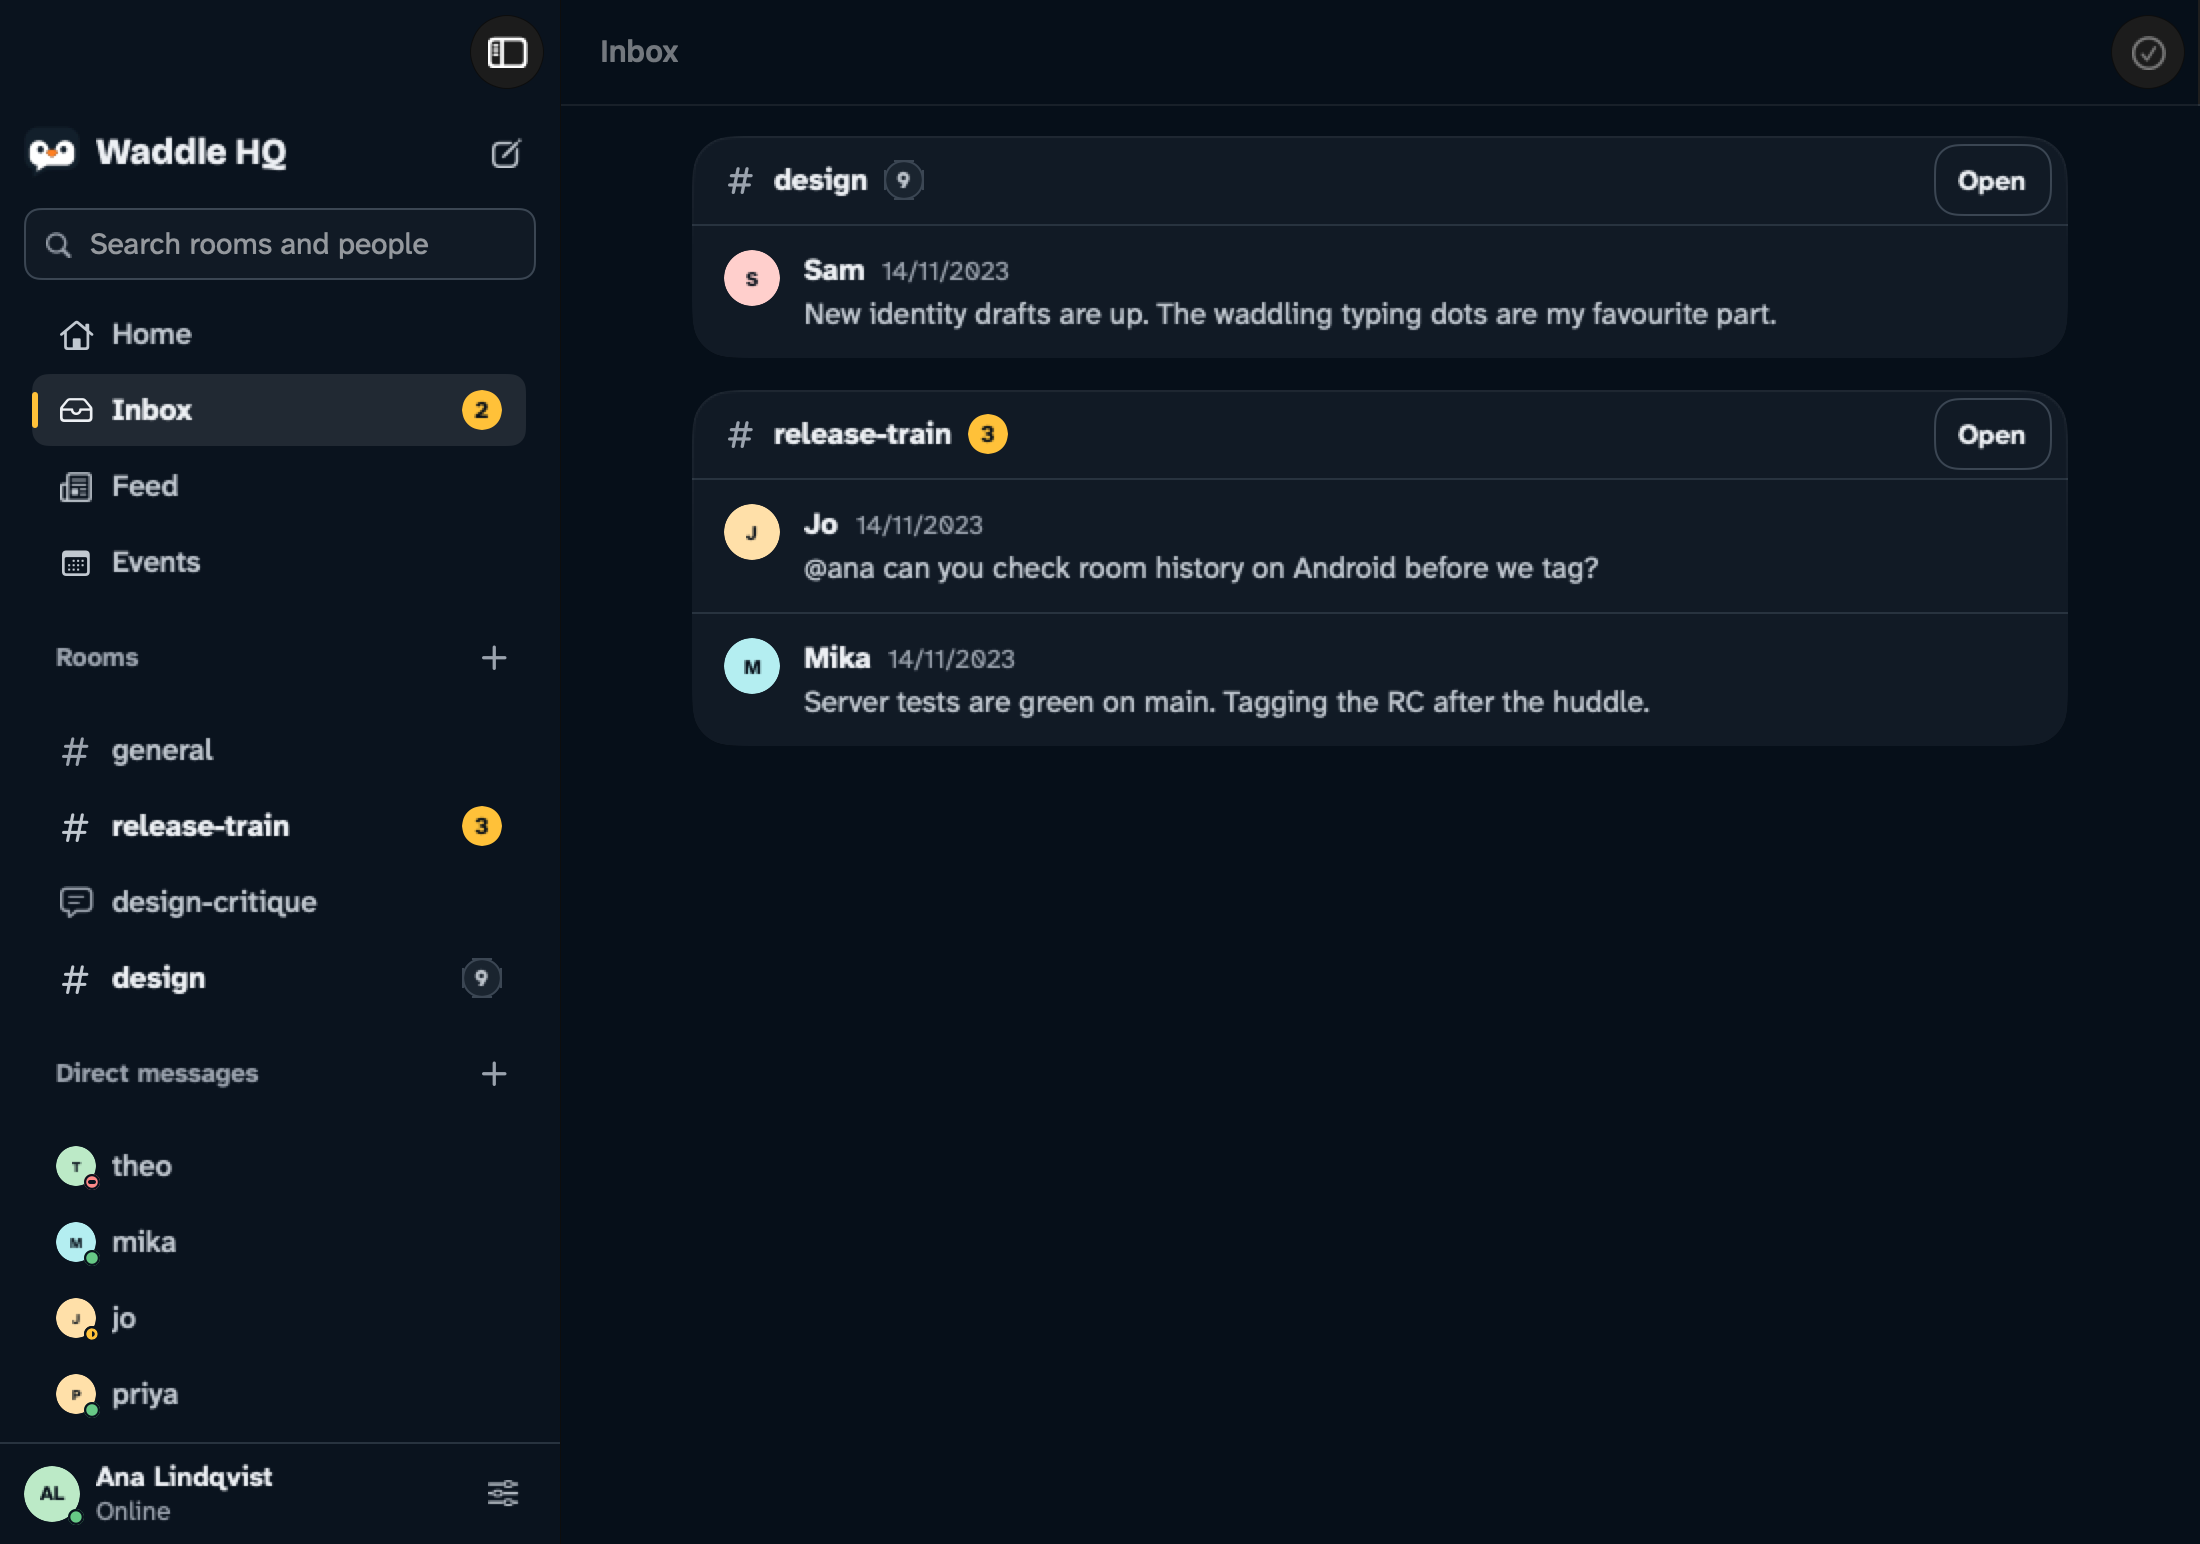 Waddle HQ
Search rooms and people
Home
Inbox 2
Feed
Events
Rooms
# general
# release-train 3
design-critique
# design 9
Direct messages
T theo
M mika
J jo
P priya
AL Ana Lindqvist
Online
Inbox
# design 9 Open
S Sam 14/11/2023
New identity drafts are up. The waddling typing dots are my favourite part.
# release-train 3 Open
J Jo 14/11/2023
@ana can you check room history on Android before we tag?
M Mika 14/11/2023
Server tests are green on main. Tagging the RC after the huddle.